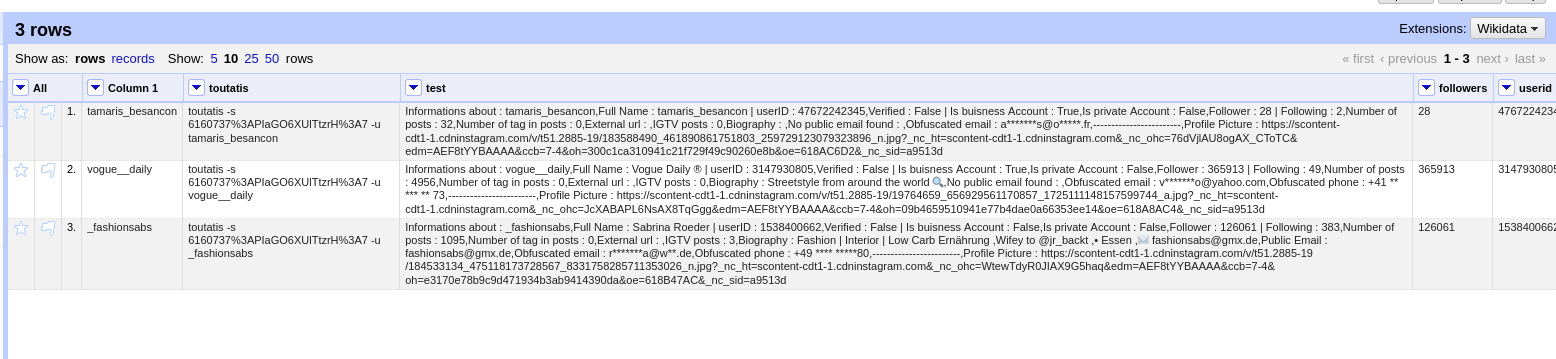 3 rows
Extensions: Wikidata
Show as: rows records Show: 5 10 25 50 rows
« first ‹ previous 1 - 3 next › last »
All Column 1 toutatis test followers userid
1. tamaris_besancon
toutatis -s
6160737%3APIaGO6XUITtzrH%3A7 -u
tamaris_besancon
Informations about : tamaris_besancon,Full Name : tamaris_besancon | userID : 47672242345,Verified : False | Is buisness Account : True,Is private Account : False,Follower : 28 | Following : 2,Number of
posts : 32,Number of tag in posts : 0,External url : ,IGTV posts : 0,Biography : ,No public email found : ,Obfuscated email : a*******s@o*****.fr,------------------------,Profile Picture : https://scontent-
cdt1-1.cdninstagram.com/v/t51.2885-19/183588490_461890861751803_259729123079323896_n.jpg?_nc_ht=scontent-cdt1-1.cdninstagram.com&_nc_ohc=76dVjlAU8ogAX_CToTC&
edm=AEF8tYYBAAAA&ccb=7-4&oh=300c1ca310941c21f729f49c90260e8b&oe=618AC6D2&_nc_sid=a9513d
28
4767224234
2. vogue__daily
toutatis -s
6160737%3APIaGO6XUITtzrH%3A7 -u
vogue__daily
Informations about : vogue__daily,Full Name : Vogue Daily ® | userID : 3147930805,Verified : False | Is buisness Account : True,Is private Account : False,Follower : 365913 | Following : 49,Number of posts
: 4956,Number of tag in posts : 0,External url : ,IGTV posts : 0,Biography : Streetstyle from around the world 🔍,No public email found : ,Obfuscated email : v*******o@yahoo.com,Obfuscated phone : +41 **
*** ** 73,------------------------,Profile Picture : https://scontent-cdt1-1.cdninstagram.com/v/t51.2885-19/19764659_656929561170857_1725111148157599744_a.jpg?_nc_ht=scontent-
cdt1-1.cdninstagram.com&_nc_ohc=JcXABAPL6NsAX8TqGgg&edm=AEF8tYYBAAAA&ccb=7-4&oh=09b4659510941e77b4dae0a66353ee14&oe=618A8AC4&_nc_sid=a9513d
365913
3147930805
3. _fashionsabs
toutatis -s
6160737%3APIaGO6XUITtzrH%3A7 -u
_fashionsabs
Informations about : _fashionsabs,Full Name : Sabrina Roeder | userID : 1538400662,Verified : False | Is buisness Account : False,Is private Account : False,Follower : 126061 | Following : 383,Number of
posts : 1095,Number of tag in posts : 0,External url : ,IGTV posts : 3,Biography : Fashion | Interior | Low Carb Ernährung ,Wifey to @jr_backt ,• Essen ,✉ fashionsabs@gmx.de,Public Email :
fashionsabs@gmx.de,Obfuscated email : r*******a@w**.de,Obfuscated phone : +49 **** *****80,------------------------,Profile Picture : https://scontent-cdt1-1.cdninstagram.com/v/t51.2885-19
/184533134_475118173728567_8331758285711353026_n.jpg?_nc_ht=scontent-cdt1-1.cdninstagram.com&_nc_ohc=WtewTdyR0JIAX9G5haq&edm=AEF8tYYBAAAA&ccb=7-4&
oh=e3170e78b9c9d471934b3ab9414390da&oe=618B47AC&_nc_sid=a9513d
126061
1538400662